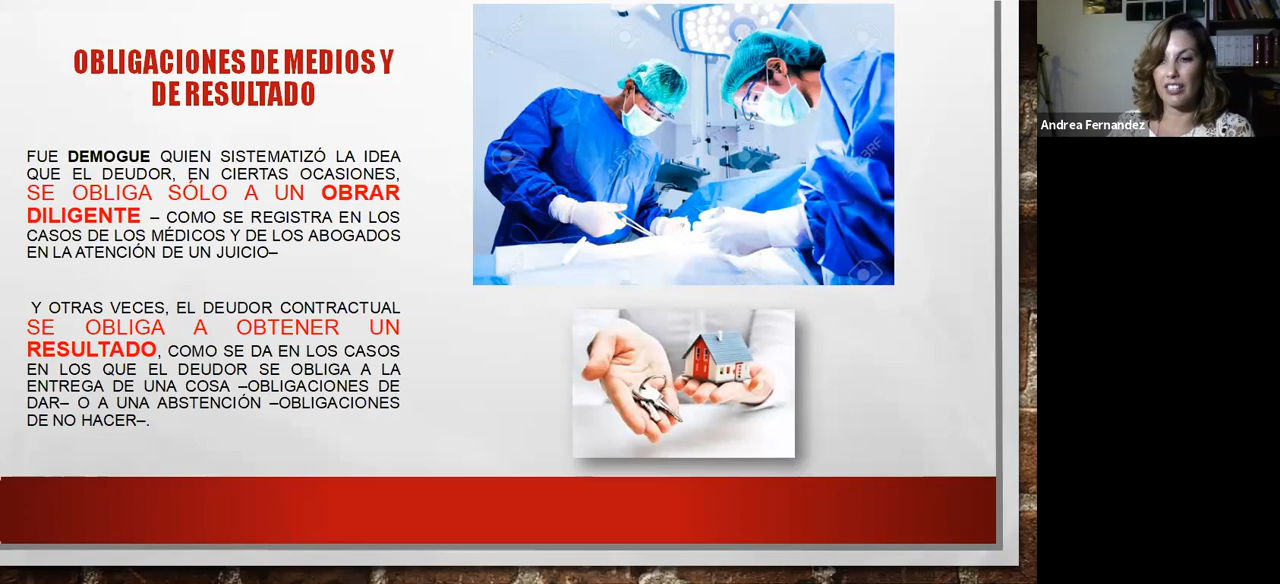 OBLIGACIONES DE MEDIOS Y
DE RESULTADO
FUE DEMOGUE QUIEN SISTEMATIZÓ LA IDEA
QUE EL DEUDOR, EN CIERTAS OCASIONES,
SE OBLIGA SÓLO A UN OBRAR
DILIGENTE – COMO SE REGISTRA EN LOS
CASOS DE LOS MÉDICOS Y DE LOS ABOGADOS
EN LA ATENCIÓN DE UN JUICIO–
Y OTRAS VECES, EL DEUDOR CONTRACTUAL
SE OBLIGA A OBTENER UN
RESULTADO, COMO SE DA EN LOS CASOS
EN LOS QUE EL DEUDOR SE OBLIGA A LA
ENTREGA DE UNA COSA –OBLIGACIONES DE
DAR– O A UNA ABSTENCIÓN –OBLIGACIONES
DE NO HACER–.
Andrea Fernandez